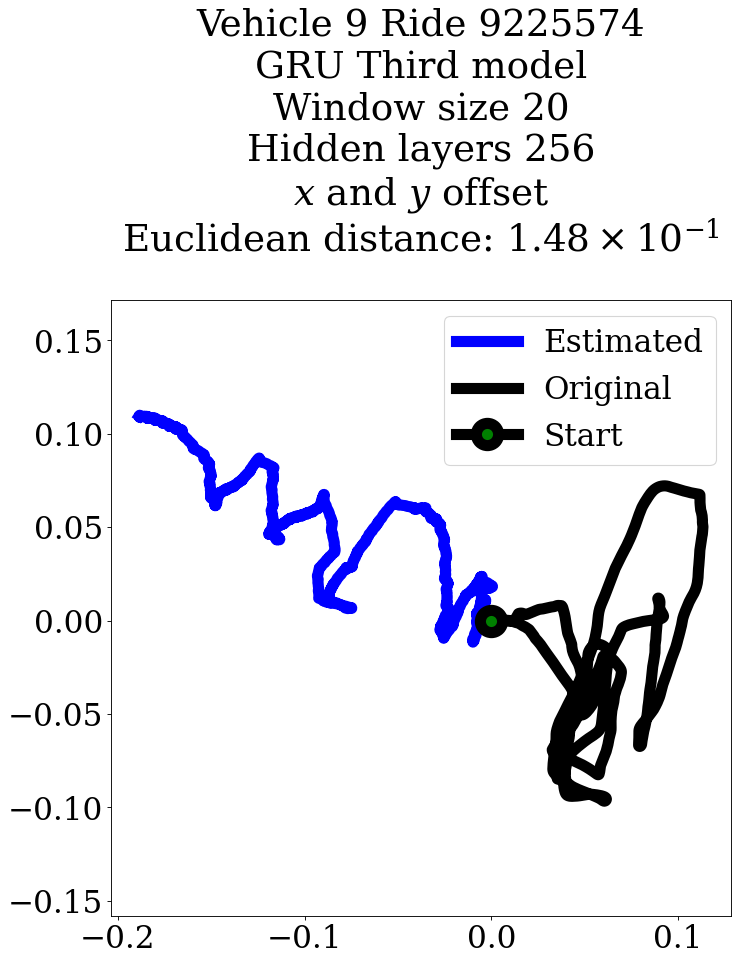 Vehicle 9 Ride 9225574
GRU Third model
Window size 20
Hidden layers 256
x and y offset
Euclidean distance: 1.48 × 10⁻¹
Estimated
Original
Start
0.15
0.10
0.05
0.00
−0.05
−0.10
−0.15
−0.2
−0.1
0.0
0.1